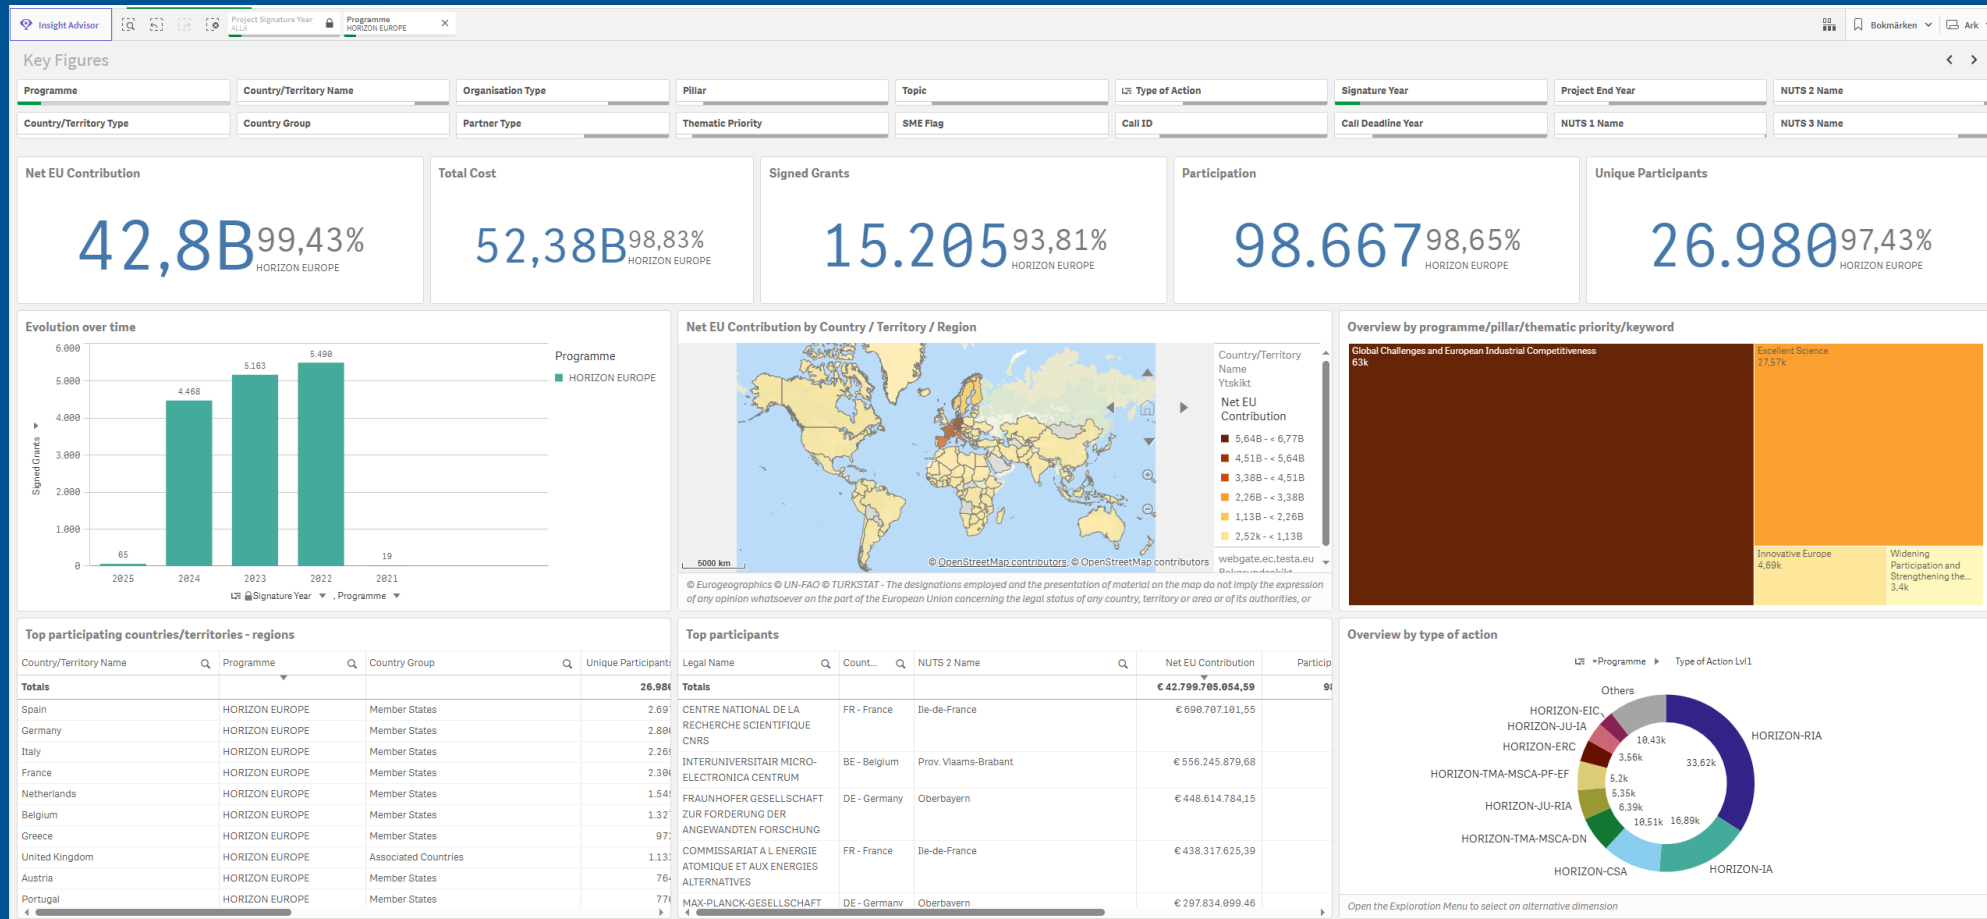 Insight Advisor
Project Signature Year
ALLA
Programme
HORIZON EUROPE
Bokmärken
Ark
Key Figures
Programme
Country/Territory Name
Organisation Type
Pillar
Topic
Type of Action
Signature Year
Project End Year
NUTS 2 Name
Country/Territory Type
Country Group
Partner Type
Thematic Priority
SME Flag
Call ID
Call Deadline Year
NUTS 1 Name
NUTS 3 Name
Net EU Contribution
42,8B 99,43%
HORIZON EUROPE
Total Cost
52,38B 98,83%
HORIZON EUROPE
Signed Grants
15.205 93,81%
HORIZON EUROPE
Participation
98.667 98,65%
HORIZON EUROPE
Unique Participants
26.980 97,43%
HORIZON EUROPE
Evolution over time
6.000
5.000
4.000
3.000
2.000
1.000
0
Signed Grants
65
4.468
5.163
5.490
19
2025
2024
2023
2022
2021
Signature Year , Programme
Programme
HORIZON EUROPE
Net EU Contribution by Country / Territory / Region
5000 km
© OpenStreetMap contributors, © OpenStreetMap contributors
Country/Territory
Name
Ytskikt
Net EU
Contribution
5,64B - < 6,77B
4,51B - < 5,64B
3,38B - < 4,51B
2,26B - < 3,38B
1,13B - < 2,26B
2,52k - < 1,13B
webgate.ec.testa.eu
© Eurogeographics © UN-FAO © TURKSTAT - The designations employed and the presentation of material on the map do not imply the expression
of any opinion whatsoever on the part of the European Union concerning the legal status of any country, territory or area or of its authorities, or
Overview by programme/pillar/thematic priority/keyword
Global Challenges and European Industrial Competitiveness
63k
Excellent Science
27,57k
Innovative Europe
4,69k
Widening
Participation and
Strengthening the...
3,4k
Top participating countries/territories - regions
Country/Territory Name Programme Country Group Unique Participants
Totals 26.980
Spain HORIZON EUROPE Member States 2.69
Germany HORIZON EUROPE Member States 2.80
Italy HORIZON EUROPE Member States 2.26
France HORIZON EUROPE Member States 2.30
Netherlands HORIZON EUROPE Member States 1.54
Belgium HORIZON EUROPE Member States 1.32
Greece HORIZON EUROPE Member States 97
United Kingdom HORIZON EUROPE Associated Countries 1.13
Austria HORIZON EUROPE Member States 76
Portugal HORIZON EUROPE Member States 77
Top participants
Legal Name Count... NUTS 2 Name Net EU Contribution Particip
Totals € 42.799.705.054,59 98
CENTRE NATIONAL DE LA FR - France Ile-de-France € 690.707.101,55
RECHERCHE SCIENTIFIQUE
CNRS
INTERUNIVERSITAIR MICRO- BE - Belgium Prov. Vlaams-Brabant € 556.245.879,68
ELECTRONICA CENTRUM
FRAUNHOFER GESELLSCHAFT DE - Germany Oberbayern € 448.614.784,15
ZUR FORDERUNG DER
ANGEWANDTEN FORSCHUNG
COMMISSARIAT A L ENERGIE FR - France Ile-de-France € 438.317.625,39
ATOMIQUE ET AUX ENERGIES
ALTERNATIVES
MAX-PLANCK-GESELLSCHAFT DE - Germany Oberbayern € 297.834.099,46
Overview by type of action
Programme Type of Action Lvl1
Others
HORIZON-EIC
HORIZON-JU-IA
HORIZON-ERC
HORIZON-TMA-MSCA-PF-EF
HORIZON-JU-RIA
HORIZON-TMA-MSCA-DN
HORIZON-CSA
HORIZON-IA
HORIZON-RIA
10,43k
3,56k
5,2k
5,35k
6,39k
10,51k
16,89k
33,62k
Open the Exploration Menu to select an alternative dimension